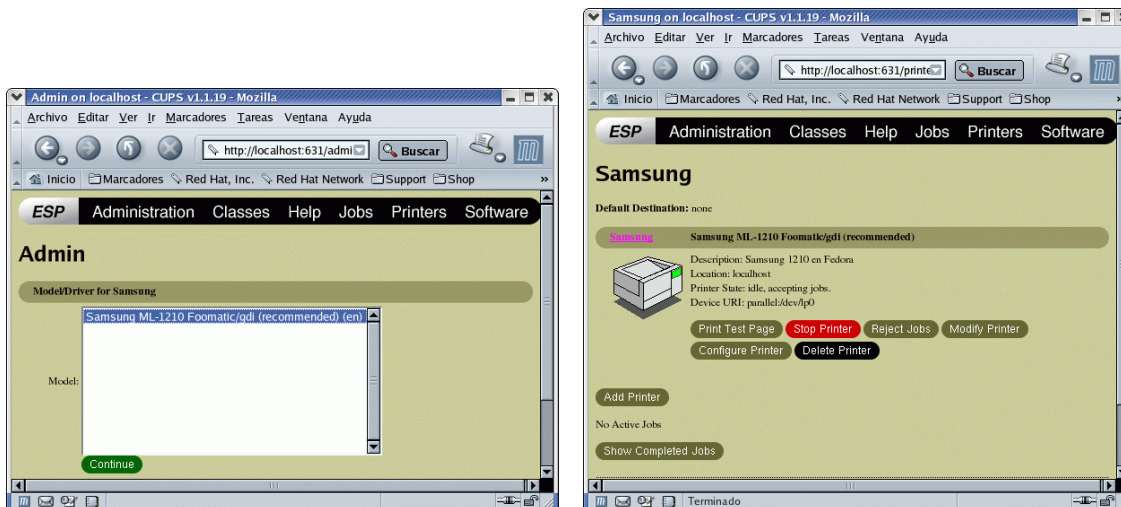 Admin on localhost - CUPS v1.1.19 - Mozilla
Archivo Editar Ver Ir Marcadores Tareas Ventana Ayuda
http://localhost:631/admi
Buscar
Inicio Marcadores Red Hat, Inc. Red Hat Network Support Shop »
ESP Administration Classes Help Jobs Printers Software
Admin
Model/Driver for Samsung
Samsung ML-1210 Foomatic/gdi (recommended) (en)
Model:
Continue
Samsung on localhost - CUPS v1.1.19 - Mozilla
Archivo Editar Ver Ir Marcadores Tareas Ventana Ayuda
http://localhost:631/printe
Buscar
Inicio Marcadores Red Hat, Inc. Red Hat Network Support Shop
ESP Administration Classes Help Jobs Printers Software
Samsung
Default Destination: none
Samsung Samsung ML-1210 Foomatic/gdi (recommended)
Description: Samsung 1210 en Fedora
Location: localhost
Printer State: idle, accepting jobs.
Device URI: parallel:/dev/lp0
Print Test Page Stop Printer Reject Jobs Modify Printer
Configure Printer Delete Printer
Add Printer
No Active Jobs
Show Completed Jobs
Terminado